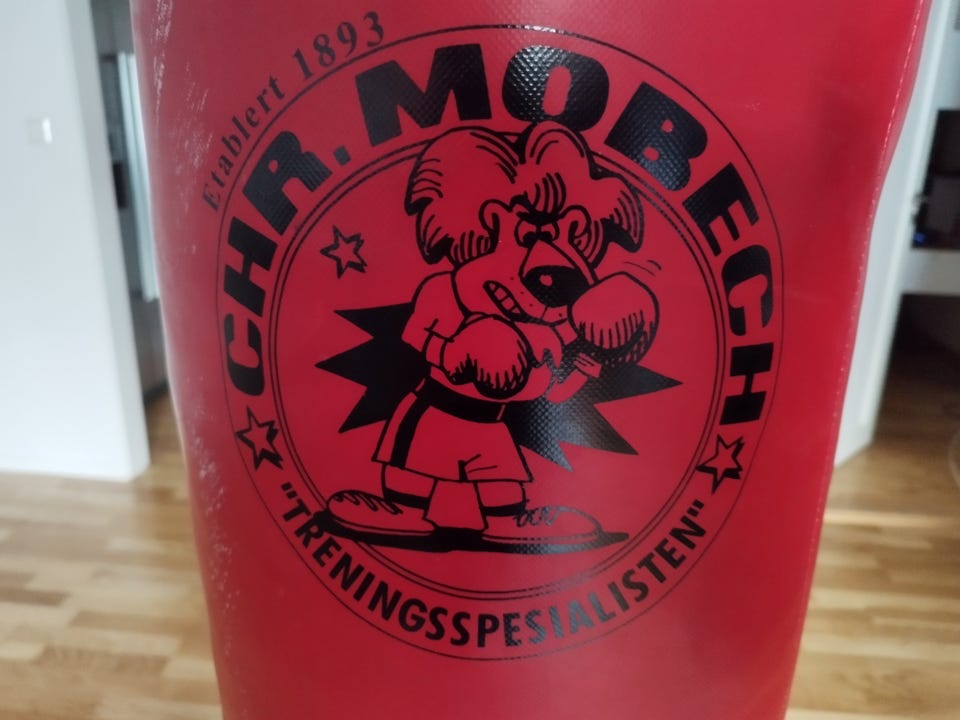 Etablert 1893
CHR. MOBECH
"TRENINGSSPESIALISTEN"